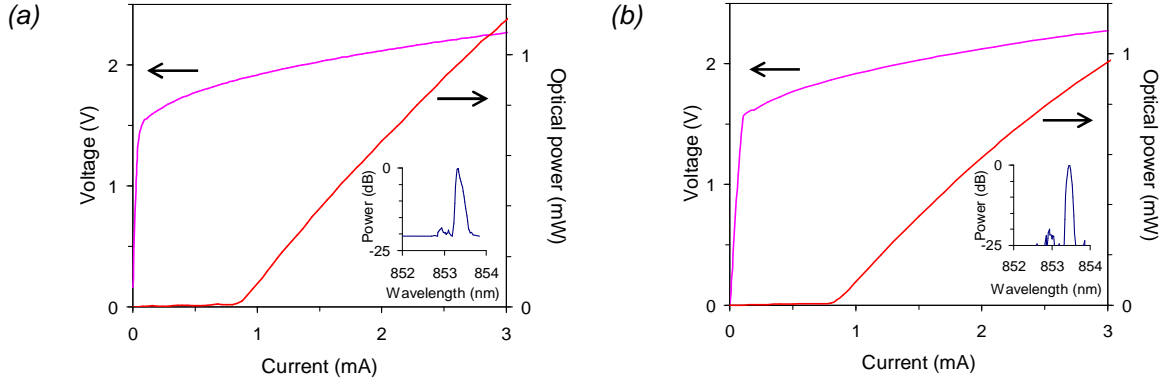 (a)
Voltage (V)
2
1
0
0
1
2
3
Current (mA)
1
0
Optical power (mW)
Power (dB)
0
-25
852
853
854
Wavelength (nm)
(b)
Voltage (V)
2
1
0
0
1
2
3
Current (mA)
1
0
Optical power (mW)
Power (dB)
0
-25
852
853
854
Wavelength (nm)